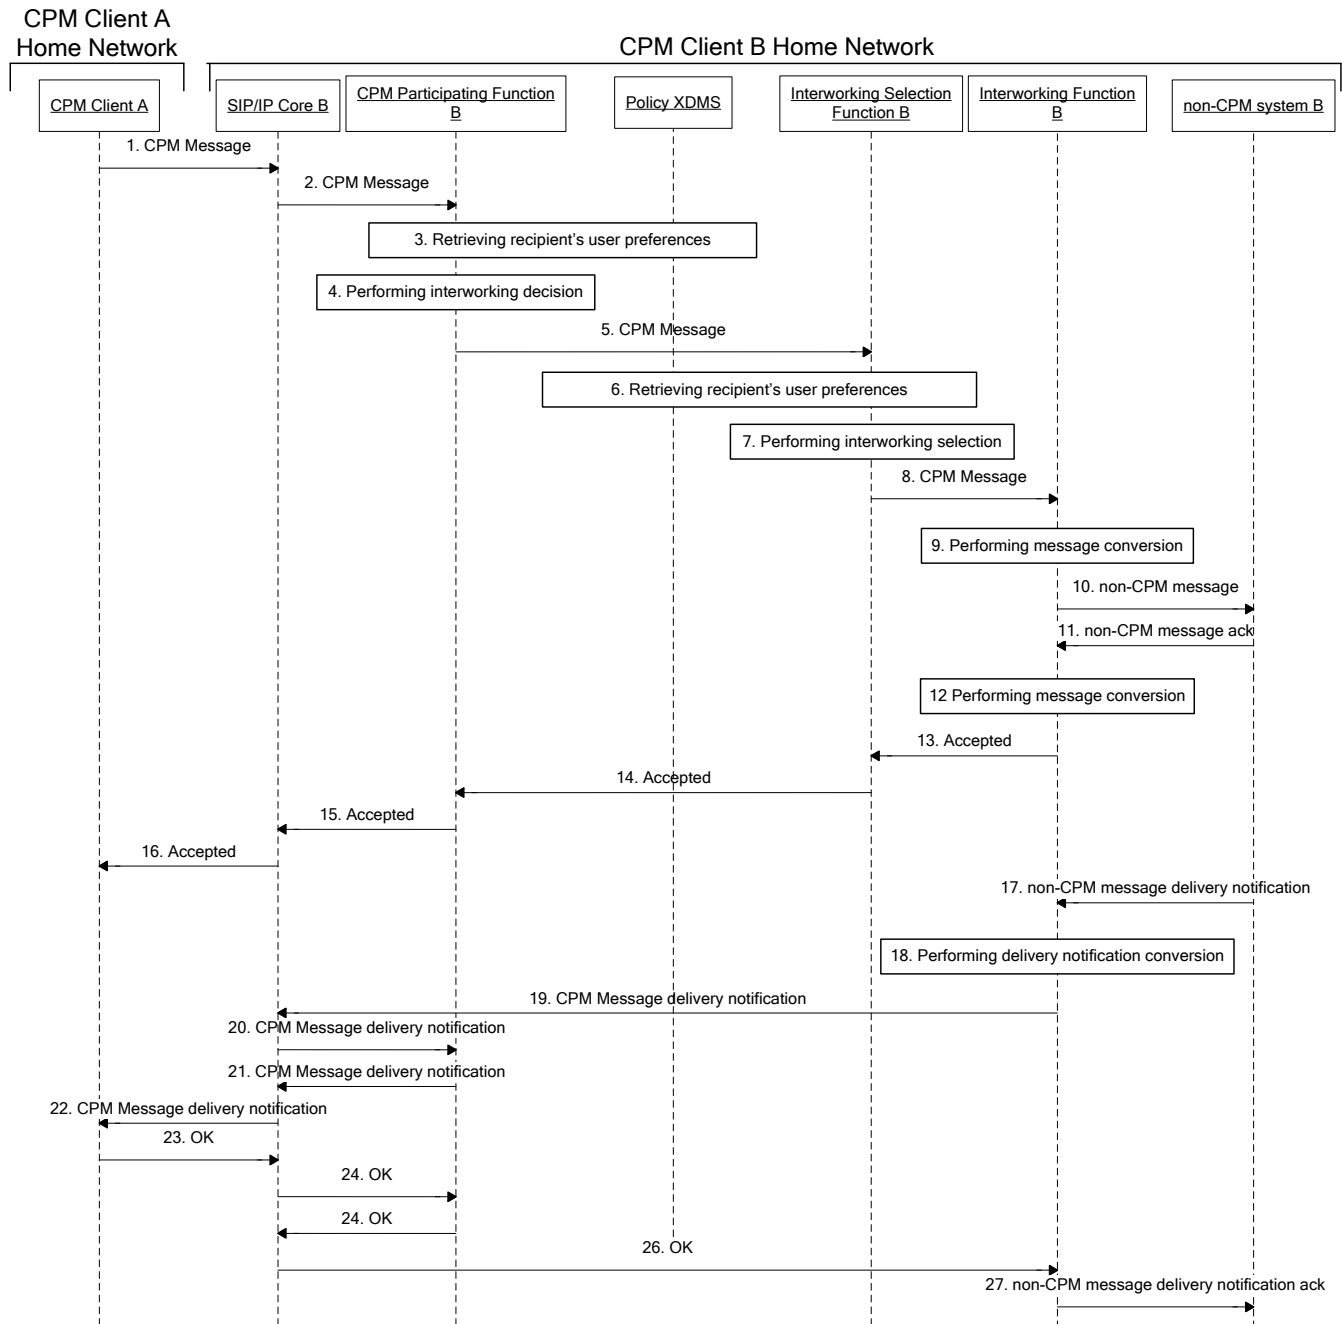 CPM Client A
Home Network
CPM Client B Home Network
CPM Client A
SIP/IP Core B
CPM Participating Function
B
Policy XDMS
Interworking Selection
Function B
Interworking Function
B
non-CPM system B
1. CPM Message
2. CPM Message
3. Retrieving recipient's user preferences
4. Performing interworking decision
5. CPM Message
6. Retrieving recipient's user preferences
7. Performing interworking selection
8. CPM Message
9. Performing message conversion
10. non-CPM message
11. non-CPM message ack
12 Performing message conversion
13. Accepted
14. Accepted
15. Accepted
16. Accepted
17. non-CPM message delivery notification
18. Performing delivery notification conversion
19. CPM Message delivery notification
20. CPM Message delivery notification
21. CPM Message delivery notification
22. CPM Message delivery notification
23. OK
24. OK
24. OK
26. OK
27. non-CPM message delivery notification ack